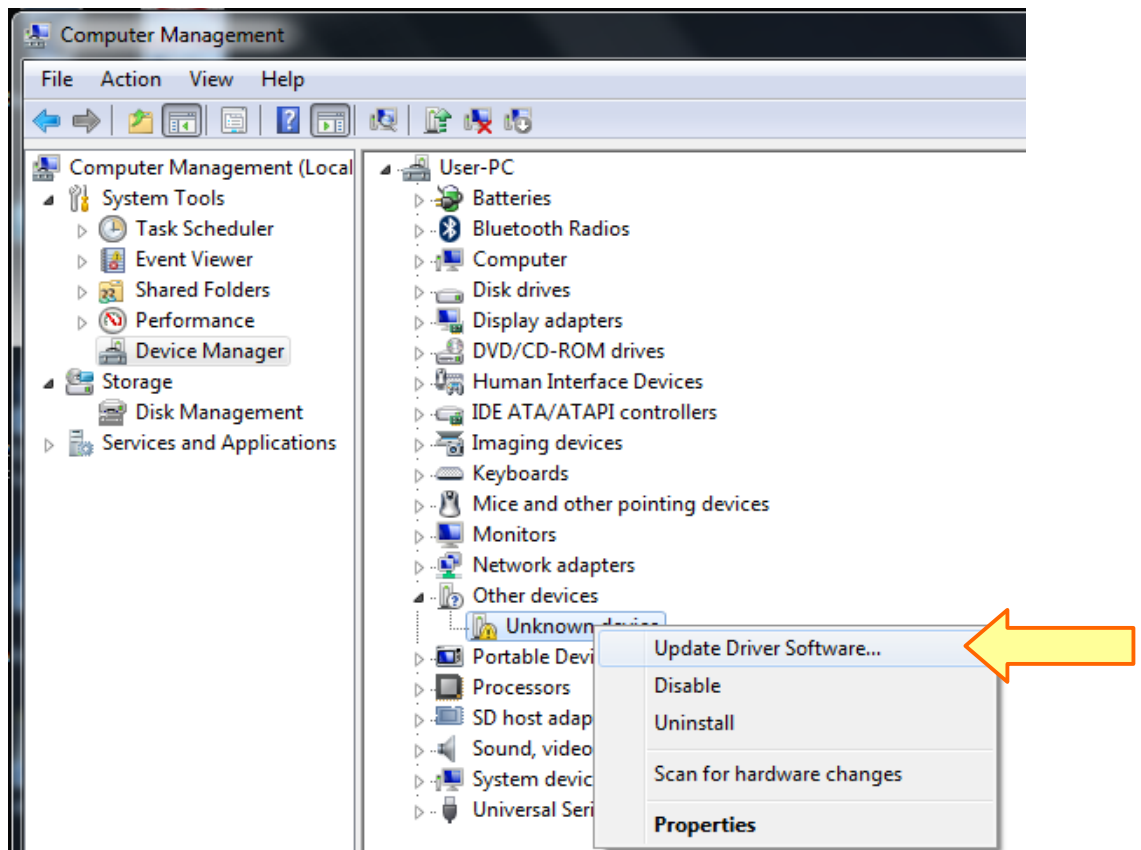 Computer Management
File Action View Help
Computer Management (Local
System Tools
Task Scheduler
Event Viewer
Shared Folders
Performance
Device Manager
Storage
Disk Management
Services and Applications
User-PC
Batteries
Bluetooth Radios
Computer
Disk drives
Display adapters
DVD/CD-ROM drives
Human Interface Devices
IDE ATA/ATAPI controllers
Imaging devices
Keyboards
Mice and other pointing devices
Monitors
Network adapters
Other devices
Unknown device
Portable Devi
Processors
SD host adap
Sound, video
System devic
Universal Seri
Update Driver Software...
Disable
Uninstall
Scan for hardware changes
Properties